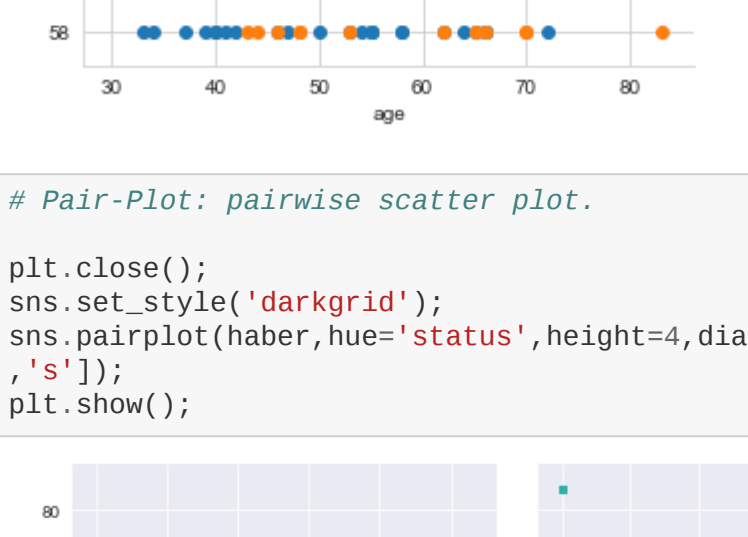 58
30 40 50 60 70 80
age
# Pair-Plot: pairwise scatter plot.
plt.close();
sns.set_style('darkgrid');
sns.pairplot(haber,hue='status',height=4,dia
,'s']);
plt.show();
80